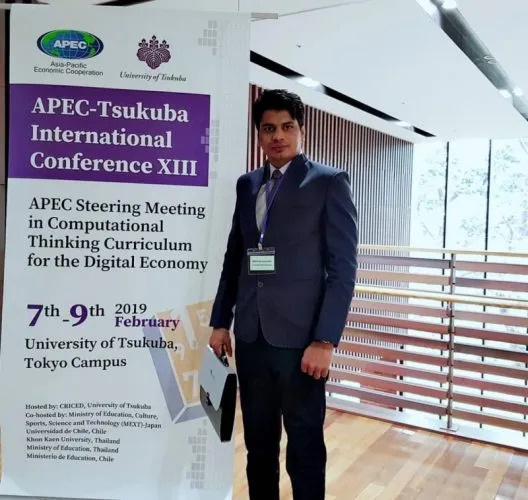 APEC
Asia-Pacific
Economic Cooperation
University of Tsukuba
APEC-Tsukuba
International
Conference XIII
APEC Steering Meeting
in Computational
Thinking Curriculum
for the Digital Economy
7th-9th 2019 February
University of Tsukuba,
Tokyo Campus
Hosted by: CRICED, University of Tsukuba
Co-hosted by: Ministry of Education, Culture,
Sports, Science and Technology (MEXT)-Japan
Universidad de Chile, Chile
Khon Kaen University, Thailand
Ministry of Education, Thailand
Ministerio de Educación, Chile